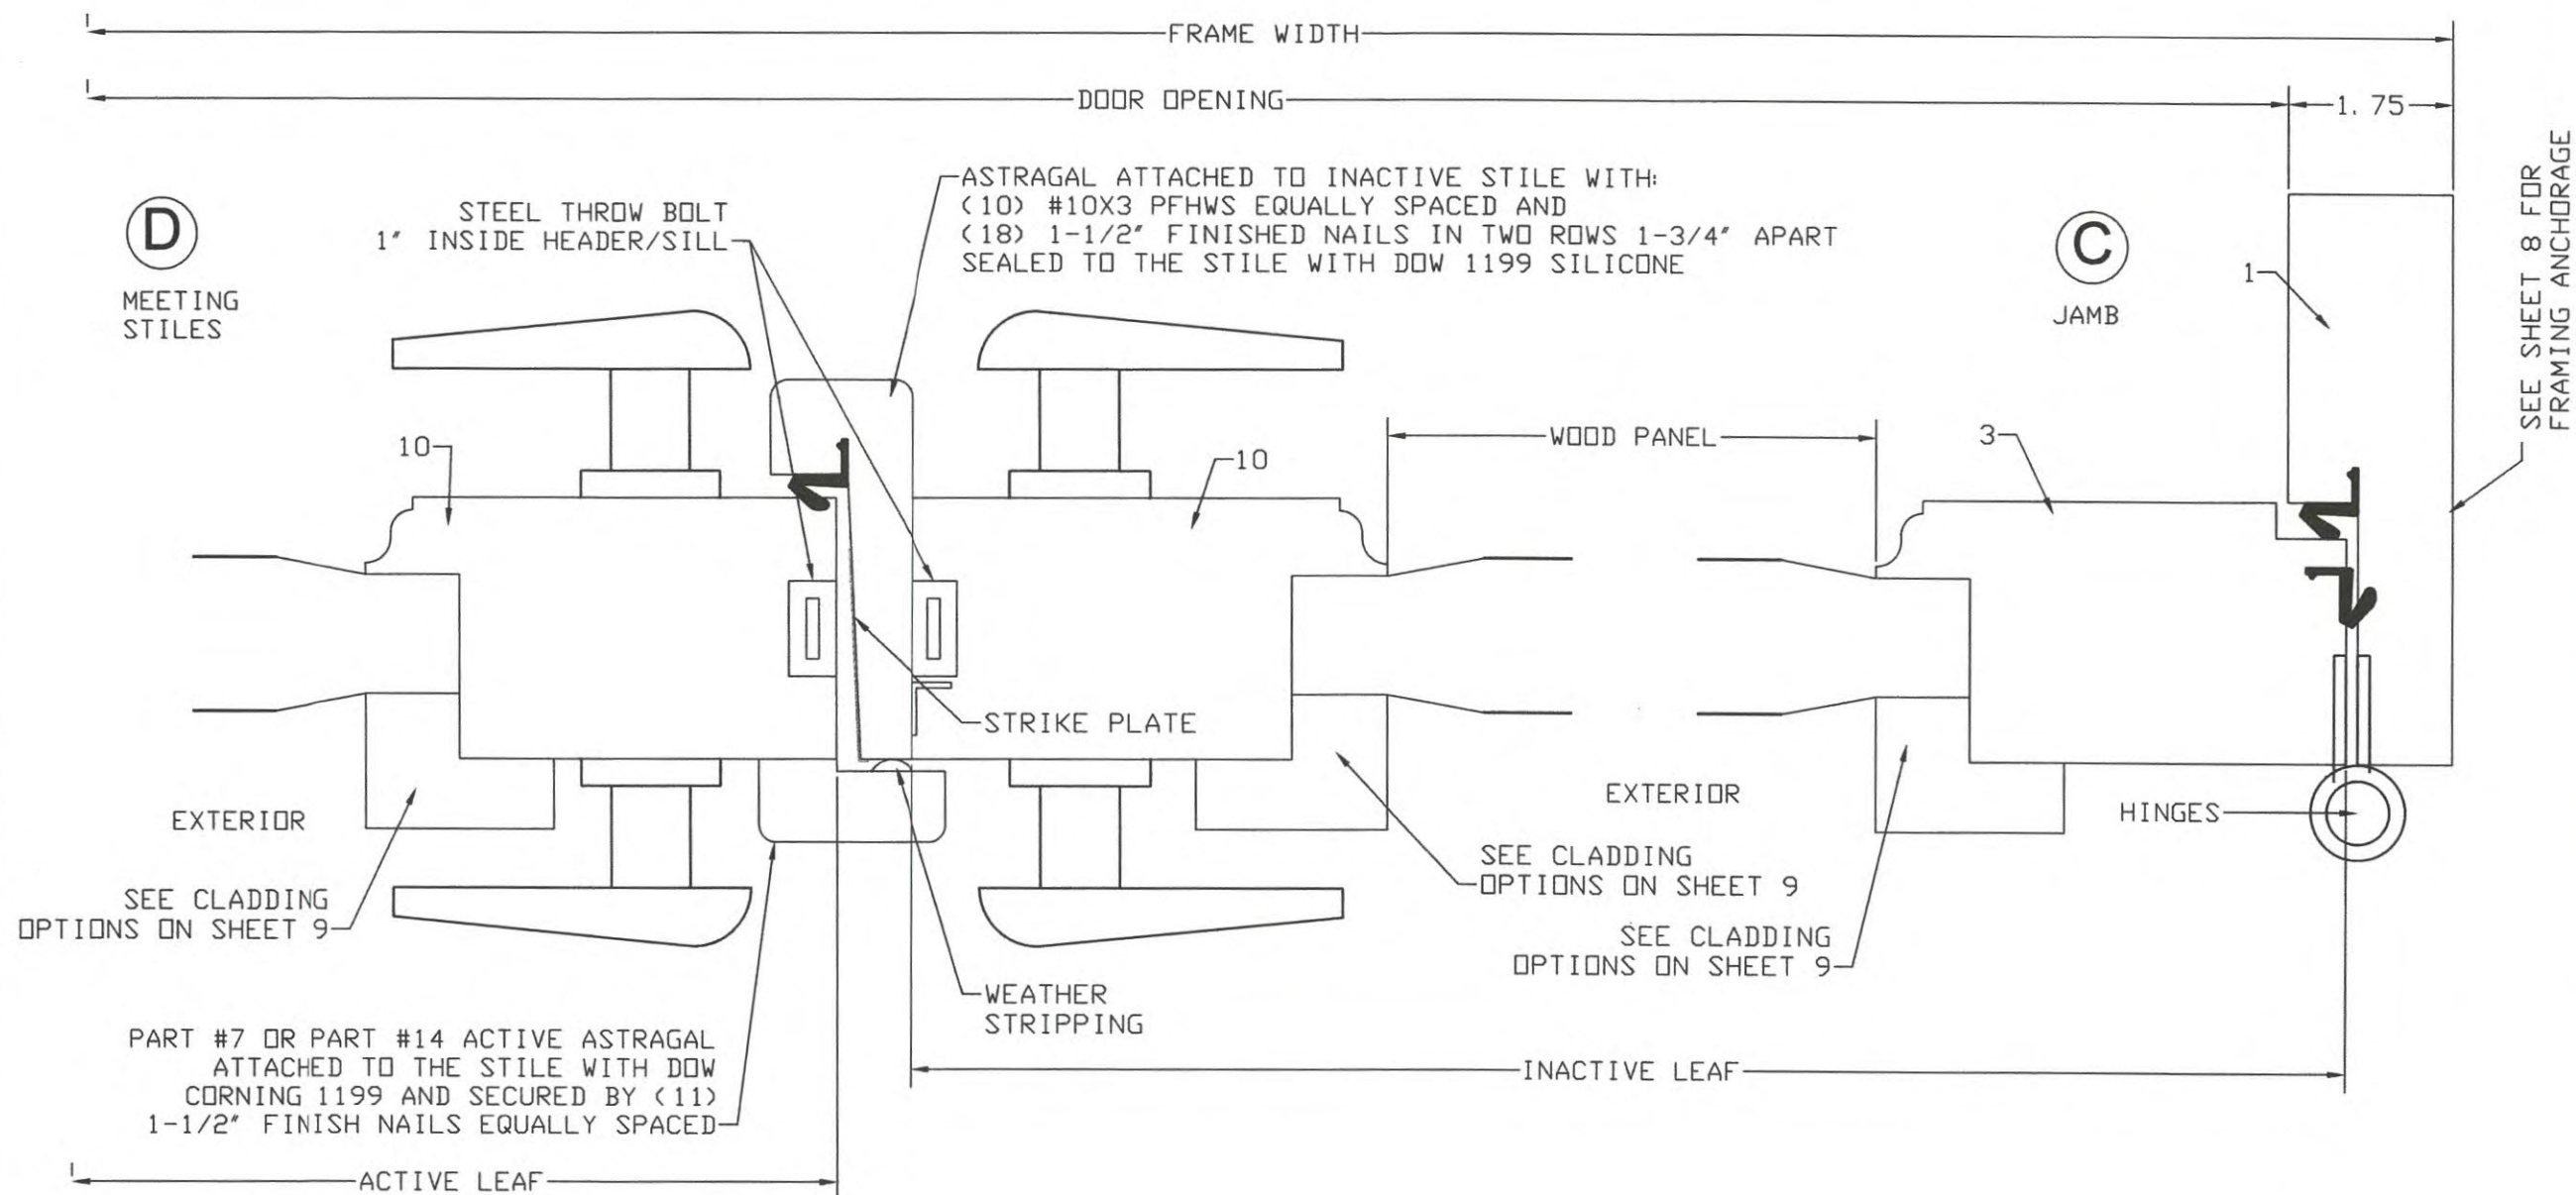 FRAME WIDTH
DOOR OPENING
1.75
ASTRAGAL ATTACHED TO INACTIVE STILE WITH:
(10) #10X3 PFHWS EQUALLY SPACED AND
(18) 1-1/2" FINISHED NAILS IN TWO ROWS 1-3/4" APART
SEALED TO THE STILE WITH DOW 1199 SILICONE
STEEL THROW BOLT
1" INSIDE HEADER/SILL
D
MEETING
STILES
C
JAMB
1
SEE SHEET 8 FOR
FRAMING ANCHORAGE
10
10
WOOD PANEL
3
STRIKE PLATE
EXTERIOR
EXTERIOR
HINGES
SEE CLADDING
OPTIONS ON SHEET 9
SEE CLADDING
OPTIONS ON SHEET 9
SEE CLADDING
OPTIONS ON SHEET 9
WEATHER
STRIPPING
PART #7 OR PART #14 ACTIVE ASTRAGAL
ATTACHED TO THE STILE WITH DOW
CORNING 1199 AND SECURED BY (11)
1-1/2" FINISH NAILS EQUALLY SPACED
INACTIVE LEAF
ACTIVE LEAF